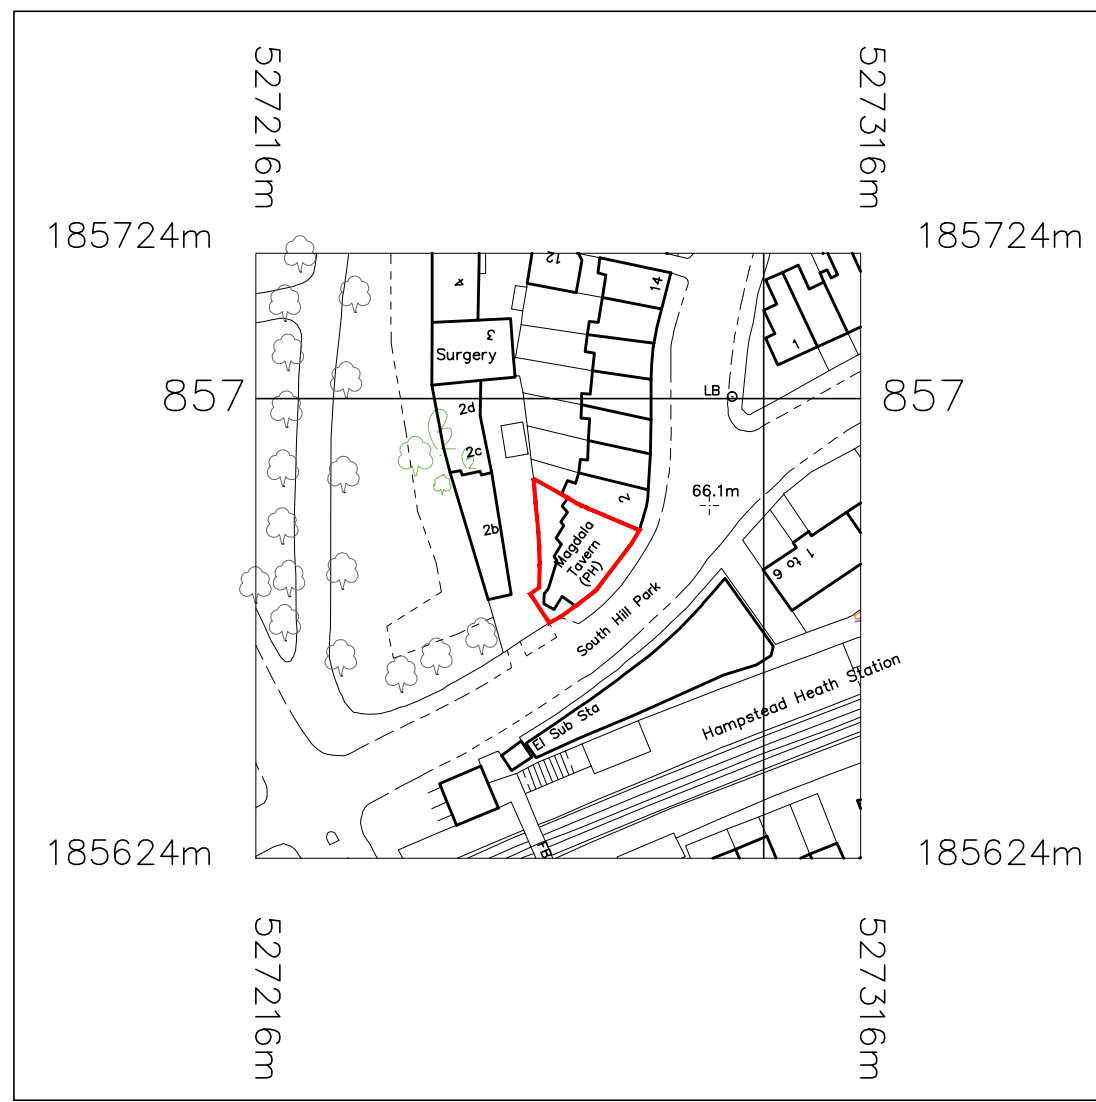 527216m
527316m
185724m
185724m
12
14
4
3
Surgery
1
857
857
LB
2d
2c
2
66.1m
2b
Magdala
Tavern
(PH)
1 to 6
South Hill Park
Hampstead Heath Station
El Sub Sta
FB
185624m
185624m
527216m
527316m